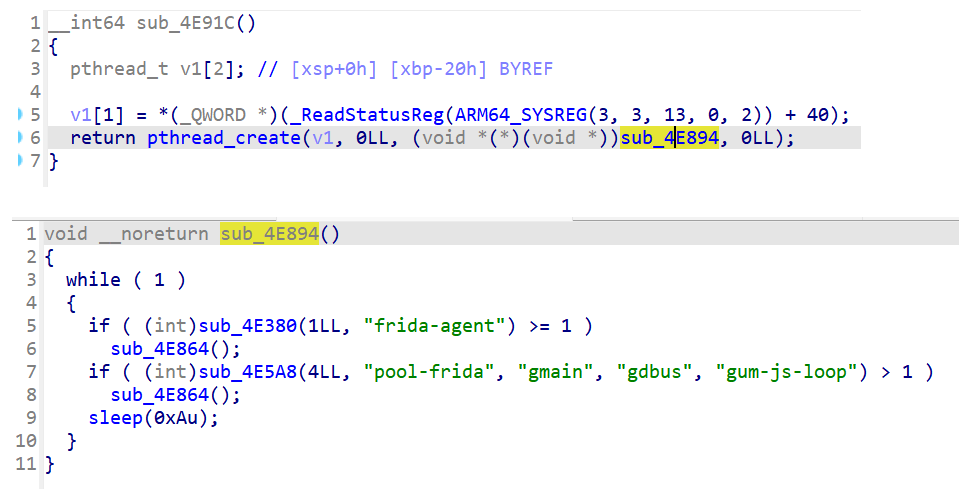 1 __int64 sub_4E91C()
2 {
3 pthread_t v1[2]; // [xsp+0h] [xbp-20h] BYREF
4
5 v1[1] = *(_QWORD *)(_ReadStatusReg(ARM64_SYSREG(3, 3, 13, 0, 2)) + 40);
6 return pthread_create(v1, 0LL, (void *(*)(void *))sub_4E894, 0LL);
7 }
1 void __noreturn sub_4E894()
2 {
3 while ( 1 )
4 {
5 if ( (int)sub_4E380(1LL, "frida-agent") >= 1 )
6 sub_4E864();
7 if ( (int)sub_4E5A8(4LL, "pool-frida", "gmain", "gdbus", "gum-js-loop") > 1 )
8 sub_4E864();
9 sleep(0xAu);
10 }
11 }